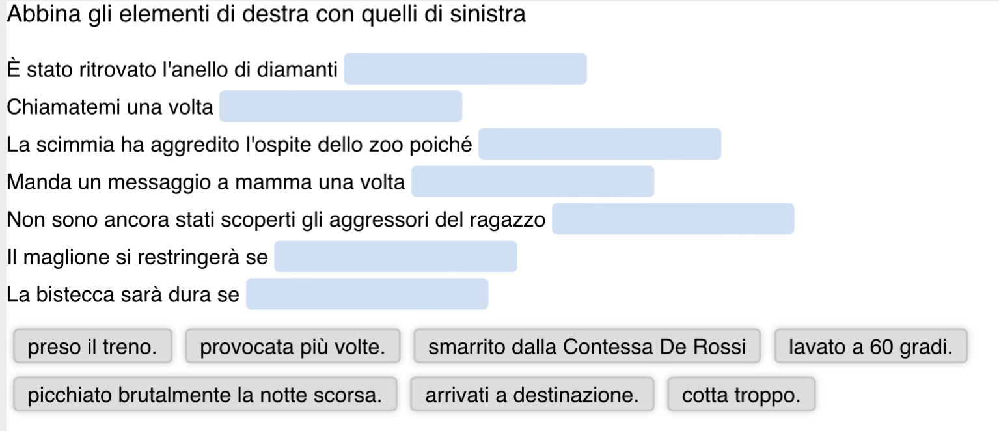 Abbina gli elementi di destra con quelli di sinistra
È stato ritrovato l'anello di diamanti
Chiamatemi una volta
La scimmia ha aggredito l'ospite dello zoo poiché
Manda un messaggio a mamma una volta
Non sono ancora stati scoperti gli aggressori del ragazzo
Il maglione si restringerà se
La bistecca sarà dura se
preso il treno. provocata più volte. smarrito dalla Contessa De Rossi lavato a 60 gradi.
picchiato brutalmente la notte scorsa. arrivati a destinazione. cotta troppo.